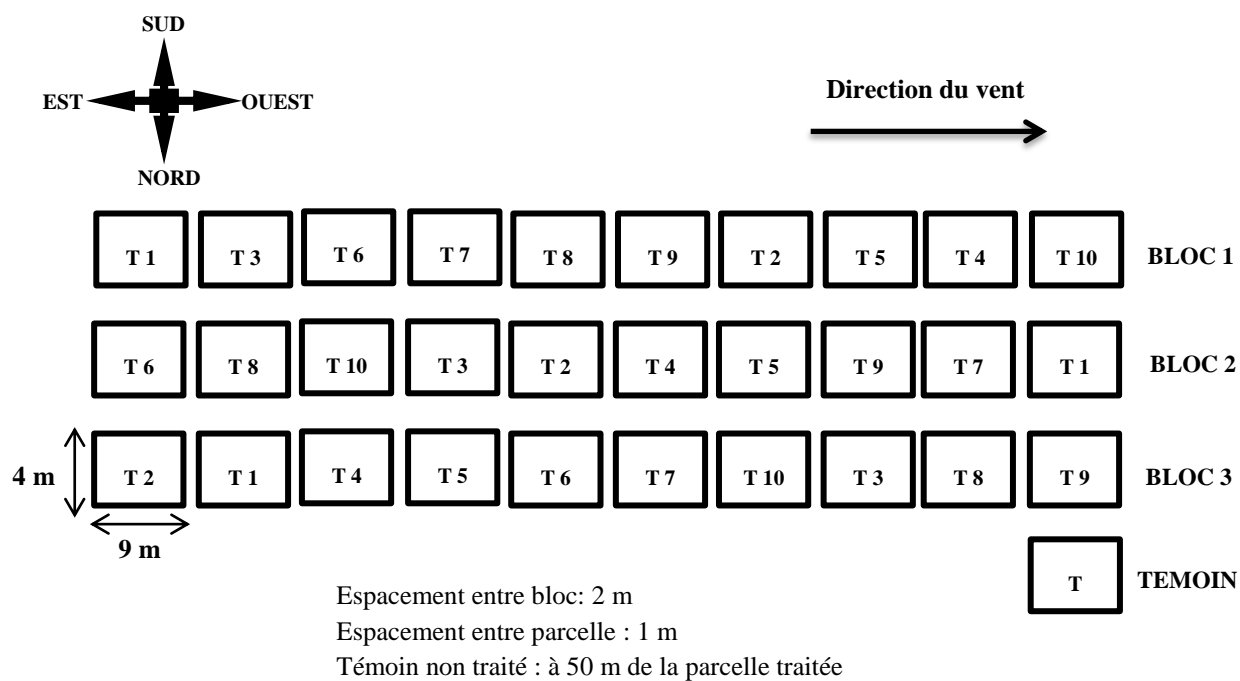 SUD
EST OUEST
NORD
Direction du vent
T 1 T 3 T 6 T 7 T 8 T 9 T 2 T 5 T 4 T 10 BLOC 1
T 6 T 8 T 10 T 3 T 2 T 4 T 5 T 9 T 7 T 1 BLOC 2
4 m T 2 T 1 T 4 T 5 T 6 T 7 T 10 T 3 T 8 T 9 BLOC 3
9 m
T TEMOIN
Espacement entre bloc: 2 m
Espacement entre parcelle : 1 m
Témoin non traité : à 50 m de la parcelle traitée